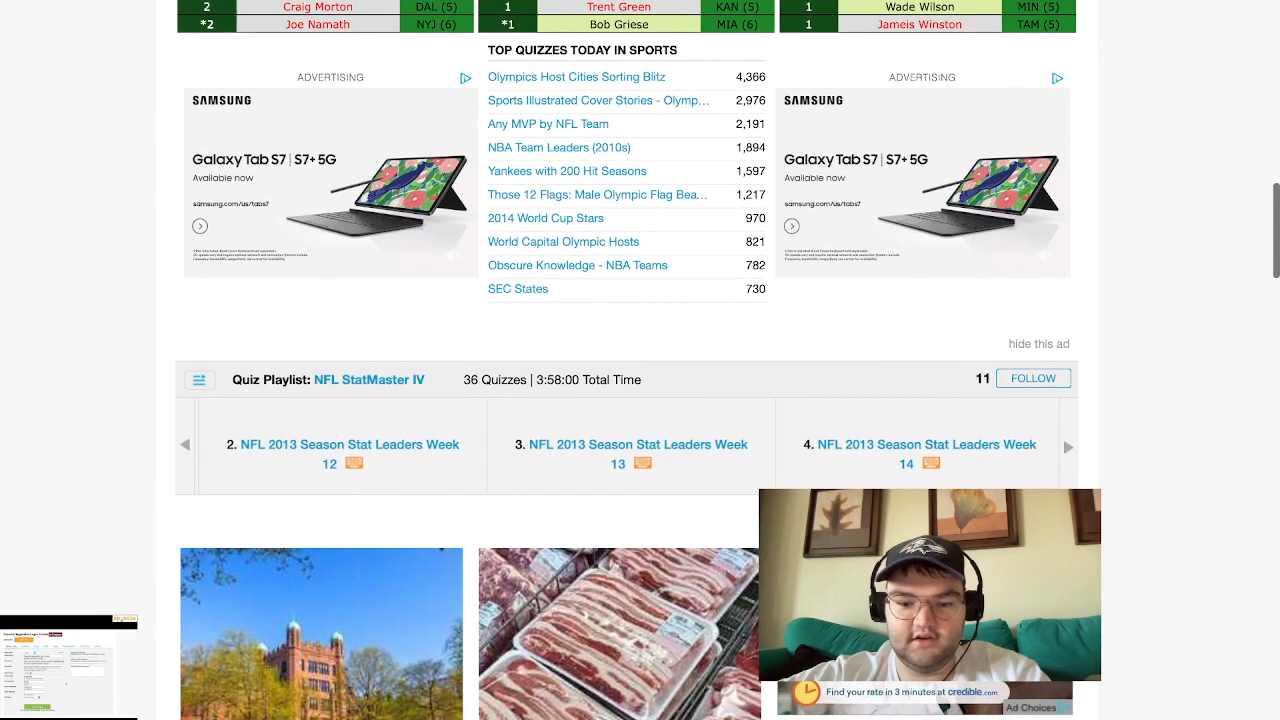 2 Craig Morton DAL (5) 1 Trent Green KAN (5) 1 Wade Wilson MIN (5)
*2 Joe Namath NYJ (6) *1 Bob Griese MIA (6) 1 Jameis Winston TAM (5)
TOP QUIZZES TODAY IN SPORTS
Olympics Host Cities Sorting Blitz 4,366
Sports Illustrated Cover Stories - Olymp... 2,976
Any MVP by NFL Team 2,191
NBA Team Leaders (2010s) 1,894
Yankees with 200 Hit Seasons 1,597
Those 12 Flags: Male Olympic Flag Bea... 1,217
2014 World Cup Stars 970
World Capital Olympic Hosts 821
Obscure Knowledge - NBA Teams 782
SEC States 730
ADVERTISING
SAMSUNG
Galaxy Tab S7 | S7+ 5G
Available now
samsung.com/us/tabs7
ADVERTISING
SAMSUNG
Galaxy Tab S7 | S7+ 5G
Available now
samsung.com/us/tabs7
hide this ad
Quiz Playlist: NFL StatMaster IV 36 Quizzes | 3:58:00 Total Time 11 FOLLOW
2. NFL 2013 Season Stat Leaders Week
12
3. NFL 2013 Season Stat Leaders Week
13
4. NFL 2013 Season Stat Leaders Week
14
Find your rate in 3 minutes at credible.com
Ad Choices